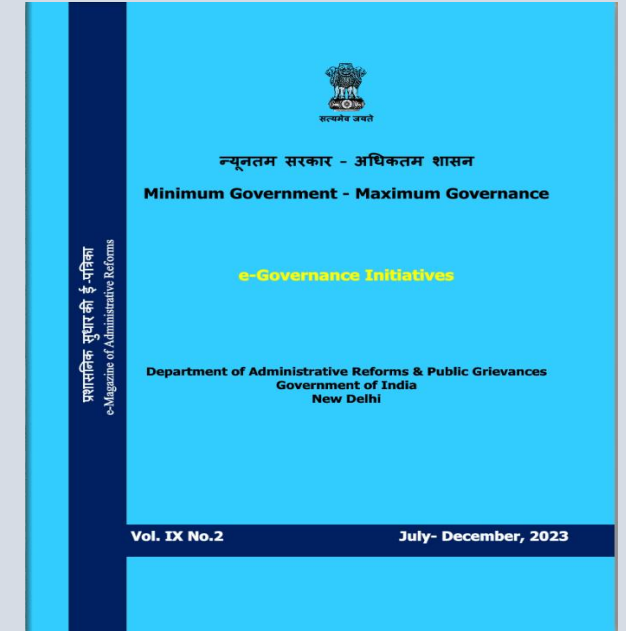 सत्यमेव जयते
न्यूनतम सरकार - अधिकतम शासन
Minimum Government - Maximum Governance
e-Governance Initiatives
प्रशासनिक सुधार की ई -पत्रिका
e-Magazine of Administrative Reforms
Department of Administrative Reforms & Public Grievances
Government of India
New Delhi
Vol. IX No.2
July- December, 2023